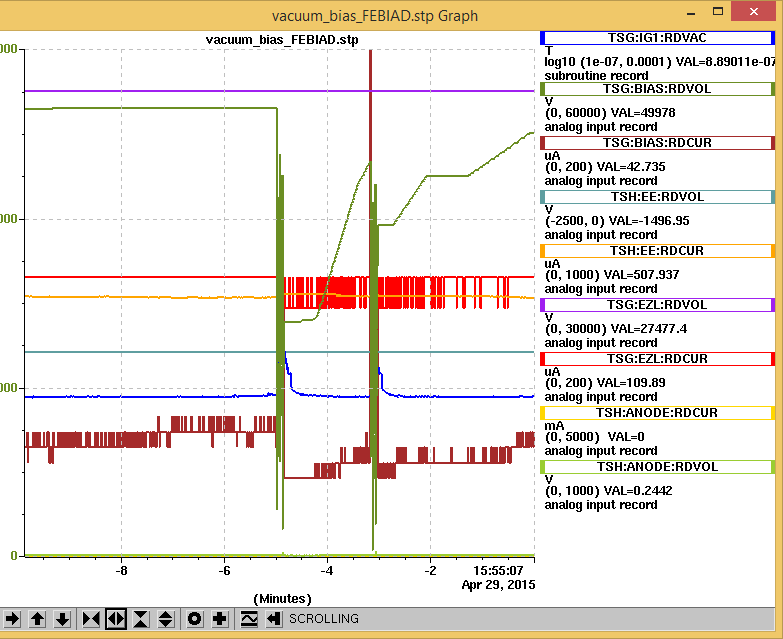 vacuum_bias_FEBIAD.stp Graph
vacuum_bias_FEBIAD.stp
000
000
000
0
-8
-6
-4
-2
15:55:07
Apr 29, 2015
(Minutes)
TSG:IG1:RDVAC
T
log10 (1e-07, 0.0001) VAL=8.89011e-07
subroutine record
TSG:BIAS:RDVOL
V
(0, 60000) VAL=49978
analog input record
TSG:BIAS:RDCUR
uA
(0, 200) VAL=42.735
analog input record
TSH:EE:RDVOL
V
(-2500, 0) VAL=-1496.95
analog input record
TSH:EE:RDCUR
uA
(0, 1000) VAL=507.937
analog input record
TSG:EZL:RDVOL
V
(0, 30000) VAL=27477.4
analog input record
TSG:EZL:RDCUR
uA
(0, 200) VAL=109.89
analog input record
TSH:ANODE:RDCUR
mA
(0, 5000) VAL=0
analog input record
TSH:ANODE:RDVOL
V
(0, 1000) VAL=0.2442
analog input record
SCROLLING